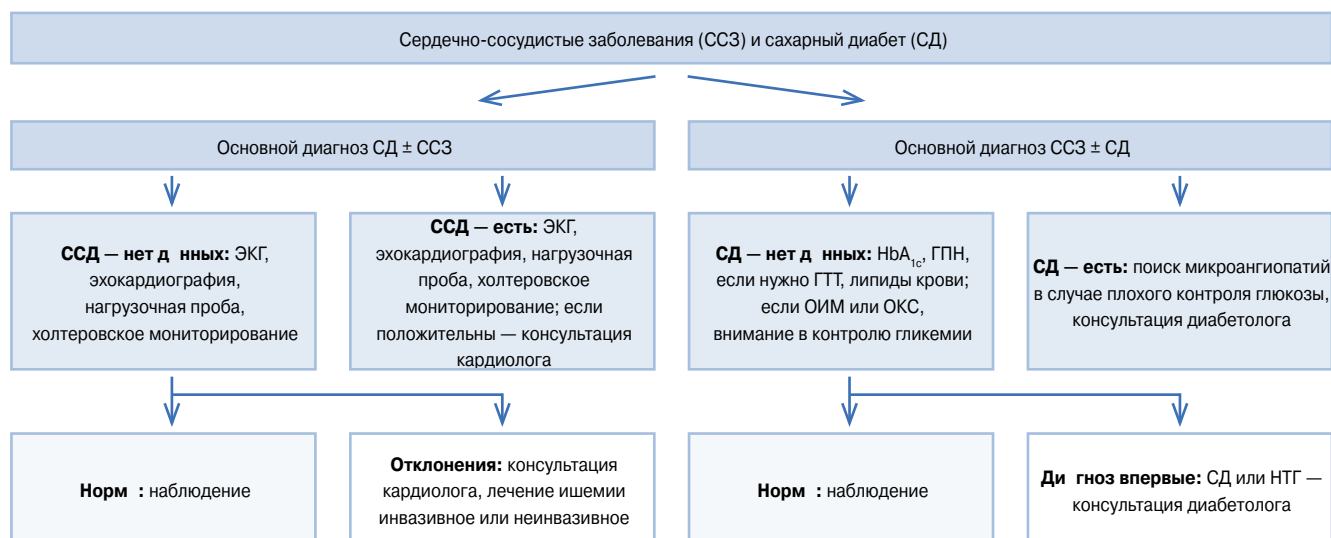 Сердечно-сосудистые заболевания (ССЗ) и сахарный диабет (СД)
Основной диагноз СД ± ССЗ
Основной диагноз ССЗ ± СД
ССД — нет д нных: ЭКГ,
эхокардиография,
нагрузочная проба,
холтеровское мониторирование
ССД — есть: ЭКГ,
эхокардиография, нагрузочная
проба, холтеровское
мониторирование; если
положительны — консультация
кардиолога
СД — нет д нных: HbA1c, ГПН,
если нужно ГТТ, липиды крови;
если ОИМ или ОКС,
внимание в контролю гликемии
СД — есть: поиск микроангиопатий
в случае плохого контроля глюкозы,
консультация диабетолога
Норм : наблюдение
Отклонения: консультация
кардиолога, лечение ишемии
инвазивное или неинвазивное
Норм : наблюдение
Ди гноз впервые: СД или НТГ —
консультация диабетолога